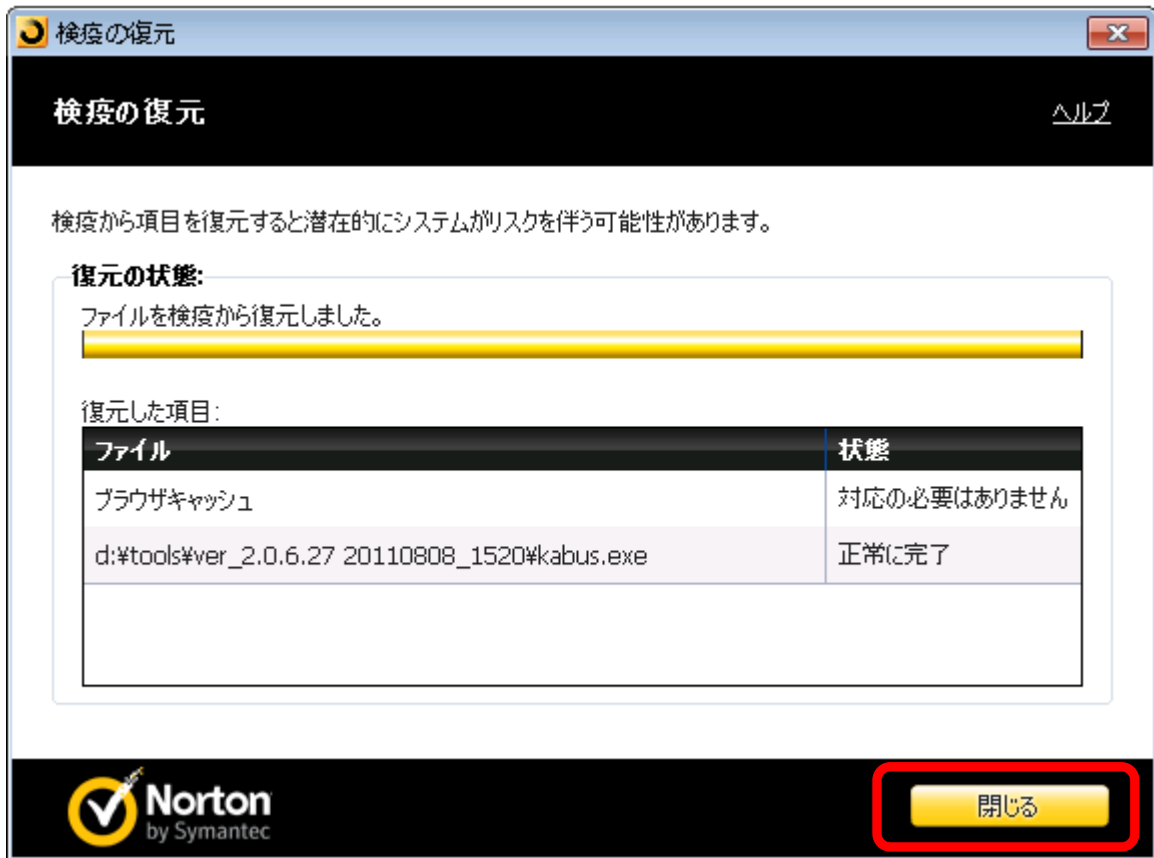 検疫の復元
検疫の復元
ヘルプ
検疫から項目を復元すると潜在的にシステムがリスクを伴う可能性があります。
復元の状態:
ファイルを検疫から復元しました。
復元した項目:
ファイル 状態
ブラウザキャッシュ 対応の必要はありません
d:¥tools¥ver_2.0.6.27 20110808_1520¥kabus.exe 正常に完了
Norton
by Symantec
閉じる